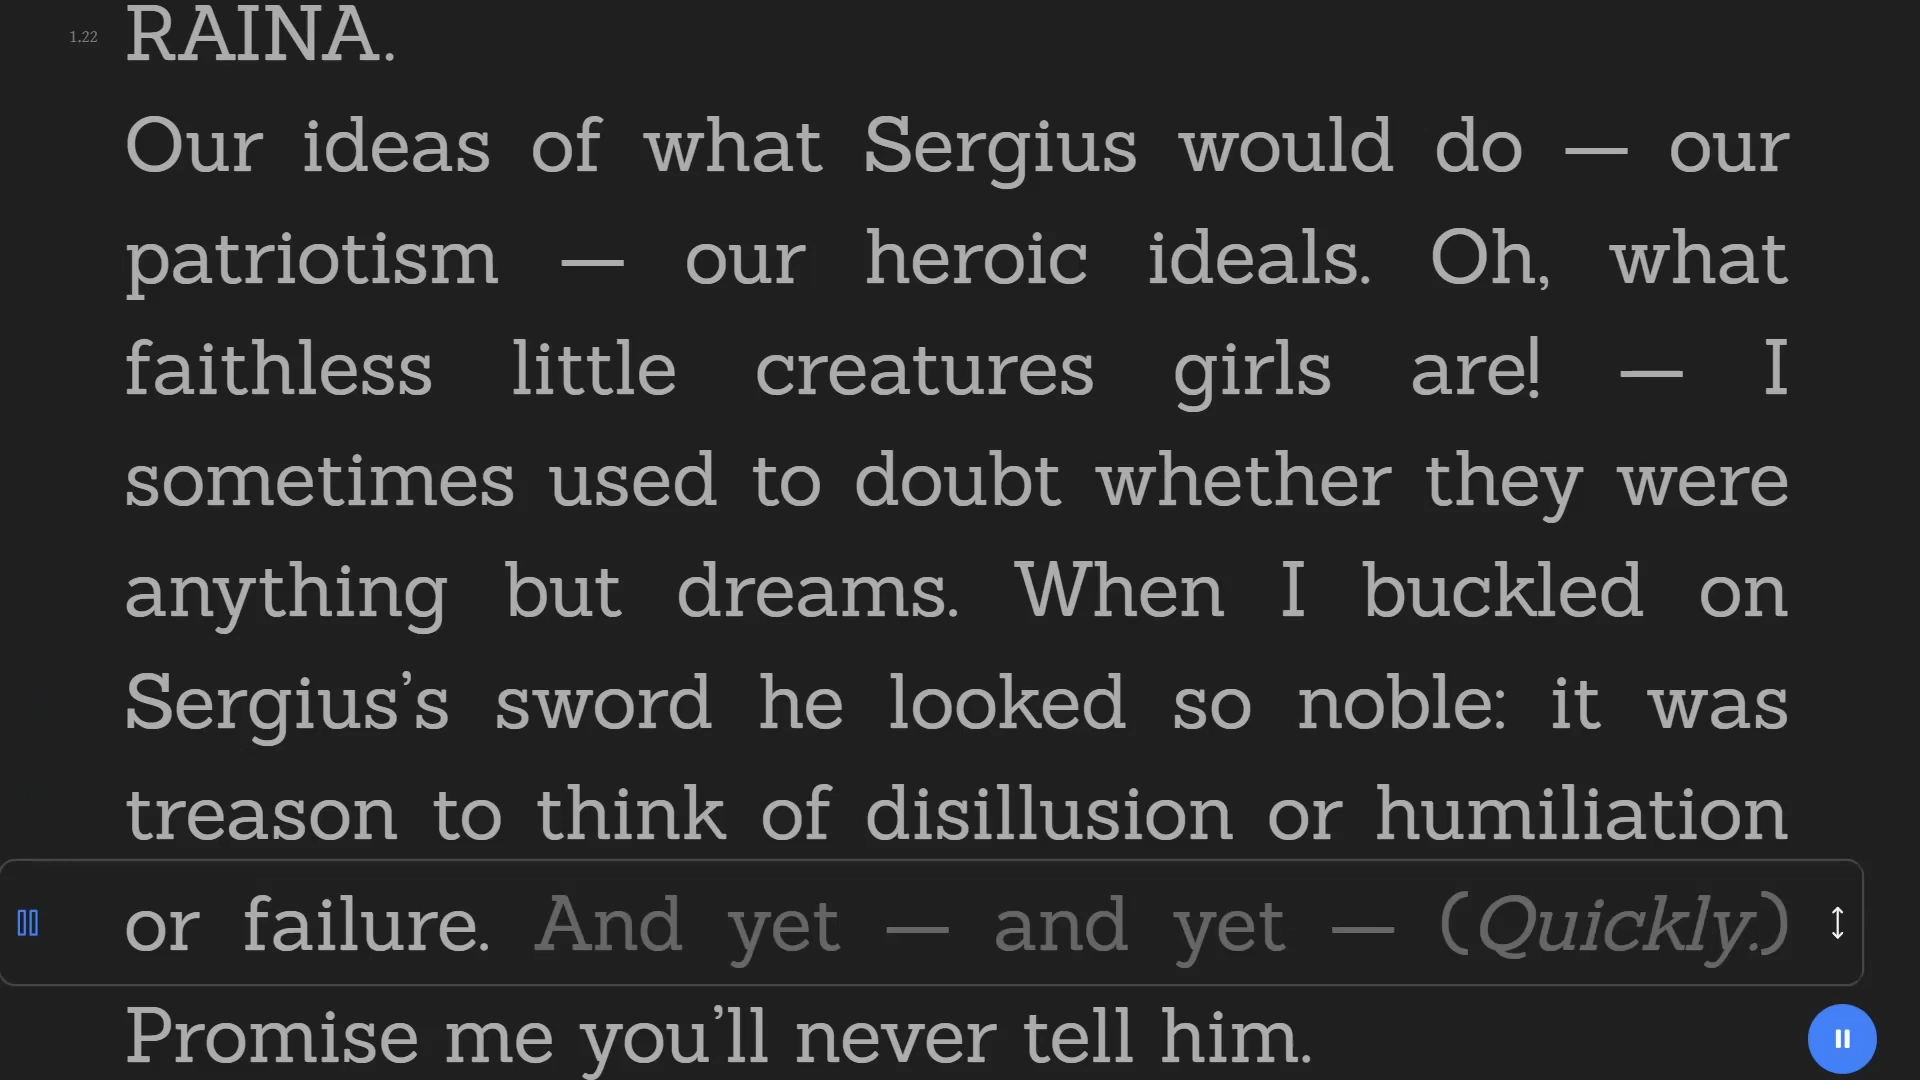 1.22 RAINA.
Our ideas of what Sergius would do — our
patriotism — our heroic ideals. Oh, what
faithless little creatures girls are! — I
sometimes used to doubt whether they were
anything but dreams. When I buckled on
Sergius’s sword he looked so noble: it was
treason to think of disillusion or humiliation
or failure. And yet — and yet — (Quickly.)
Promise me you’ll never tell him.